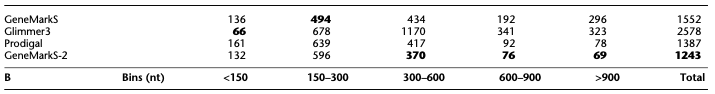 GeneMarkS 136 494 434 192 296 1552
Glimmer3 66 678 1170 341 323 2578
Prodigal 161 639 417 92 78 1387
GeneMarkS-2 132 596 370 76 69 1243
B Bins (nt) <150 150–300 300–600 600–900 >900 Total